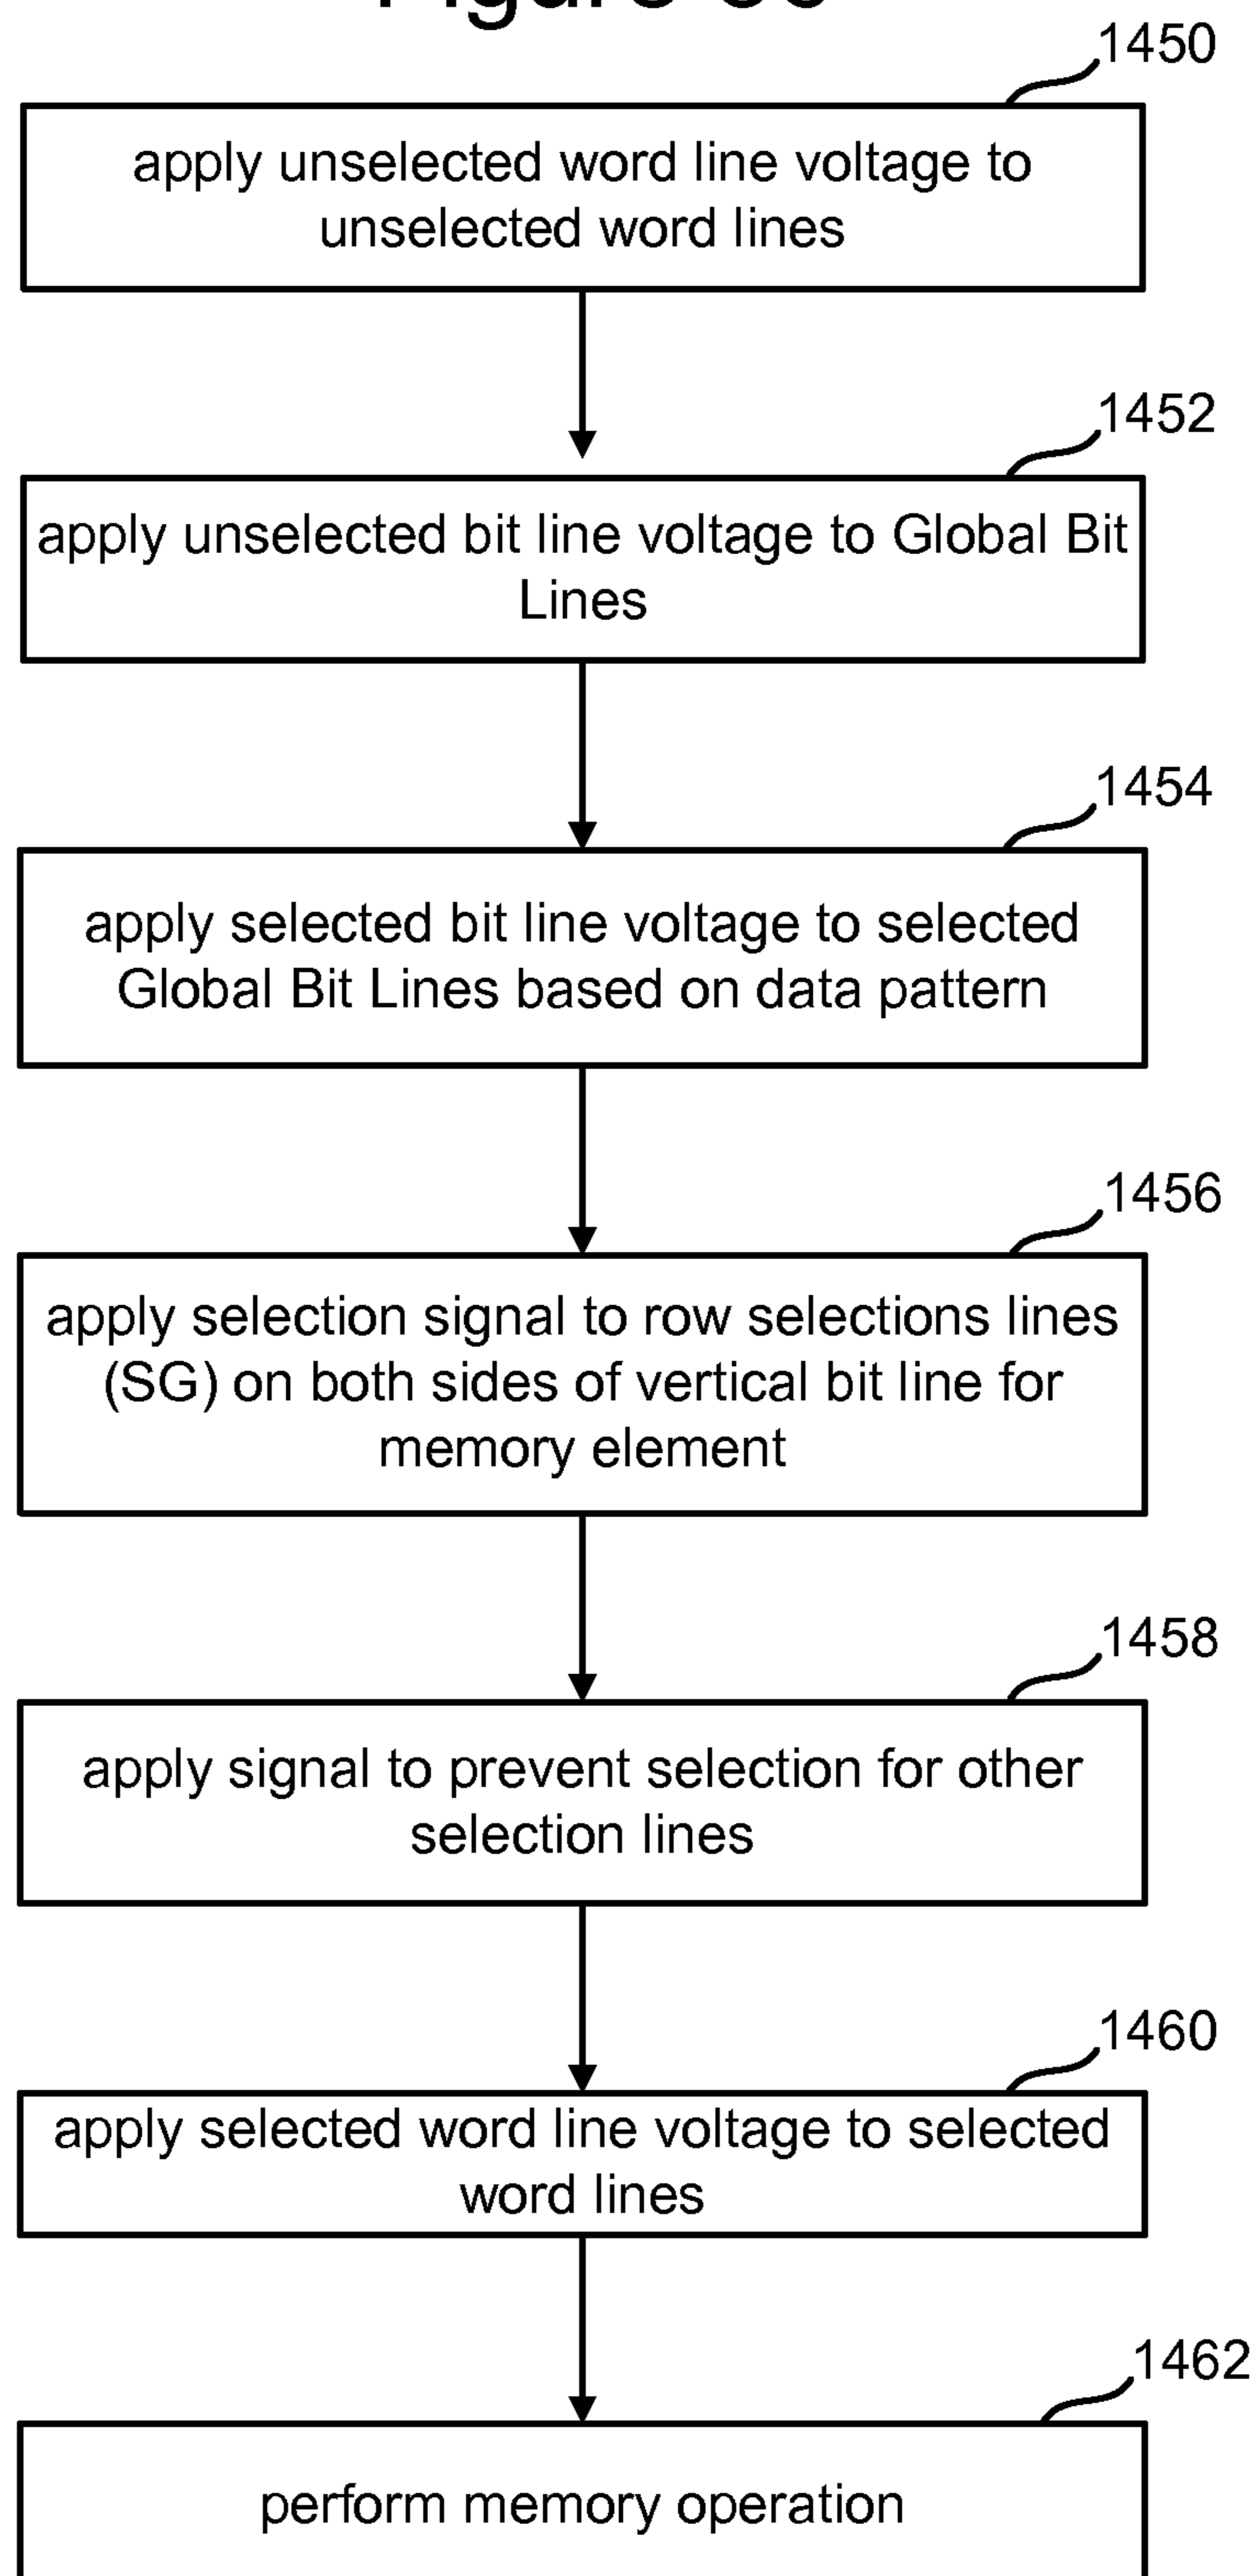 1450
apply unselected word line voltage to
unselected word lines
1452
apply unselected bit line voltage to Global Bit
Lines
1454
apply selected bit line voltage to selected
Global Bit Lines based on data pattern
1456
apply selection signal to row selections lines
(SG) on both sides of vertical bit line for
memory element
1458
apply signal to prevent selection for other
selection lines
1460
apply selected word line voltage to selected
word lines
1462
perform memory operation